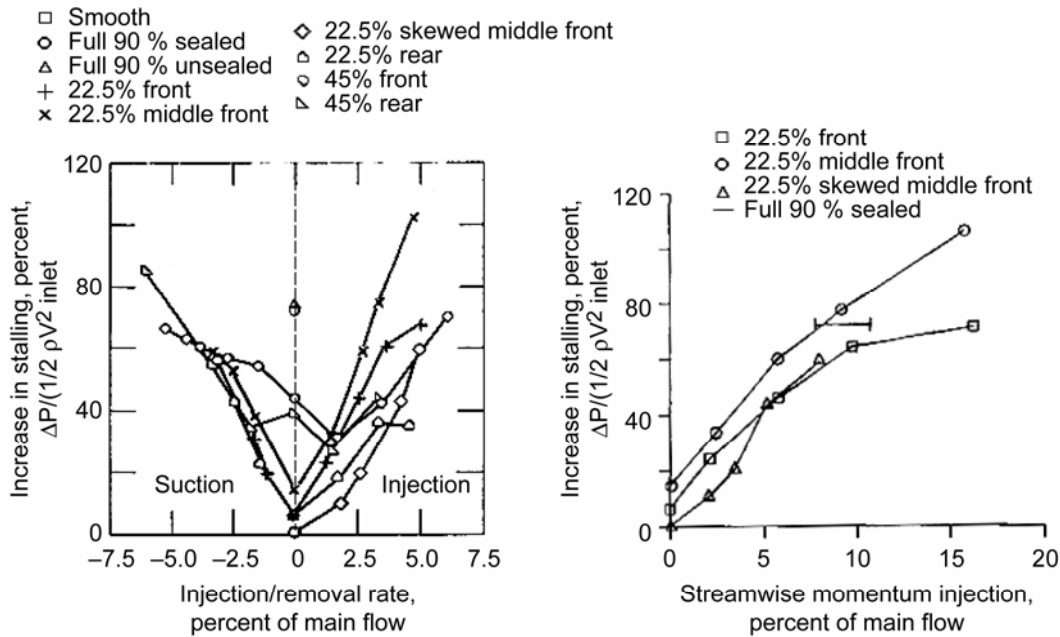 Smooth
Full 90 % sealed
Full 90 % unsealed
22.5% front
22.5% middle front
22.5% skewed middle front
22.5% rear
45% front
45% rear
Increase in stalling, percent,
ΔP/(1/2 ρV² inlet
120
80
40
0
Suction
Injection
–7.5 –5.0 –2.5 0 2.5 5.0 7.5
Injection/removal rate,
percent of main flow
22.5% front
22.5% middle front
22.5% skewed middle front
Full 90 % sealed
Increase in stalling, percent,
ΔP/(1/2 ρV² inlet
120
80
40
0
0 5 10 15 20
Streamwise momentum injection,
percent of main flow